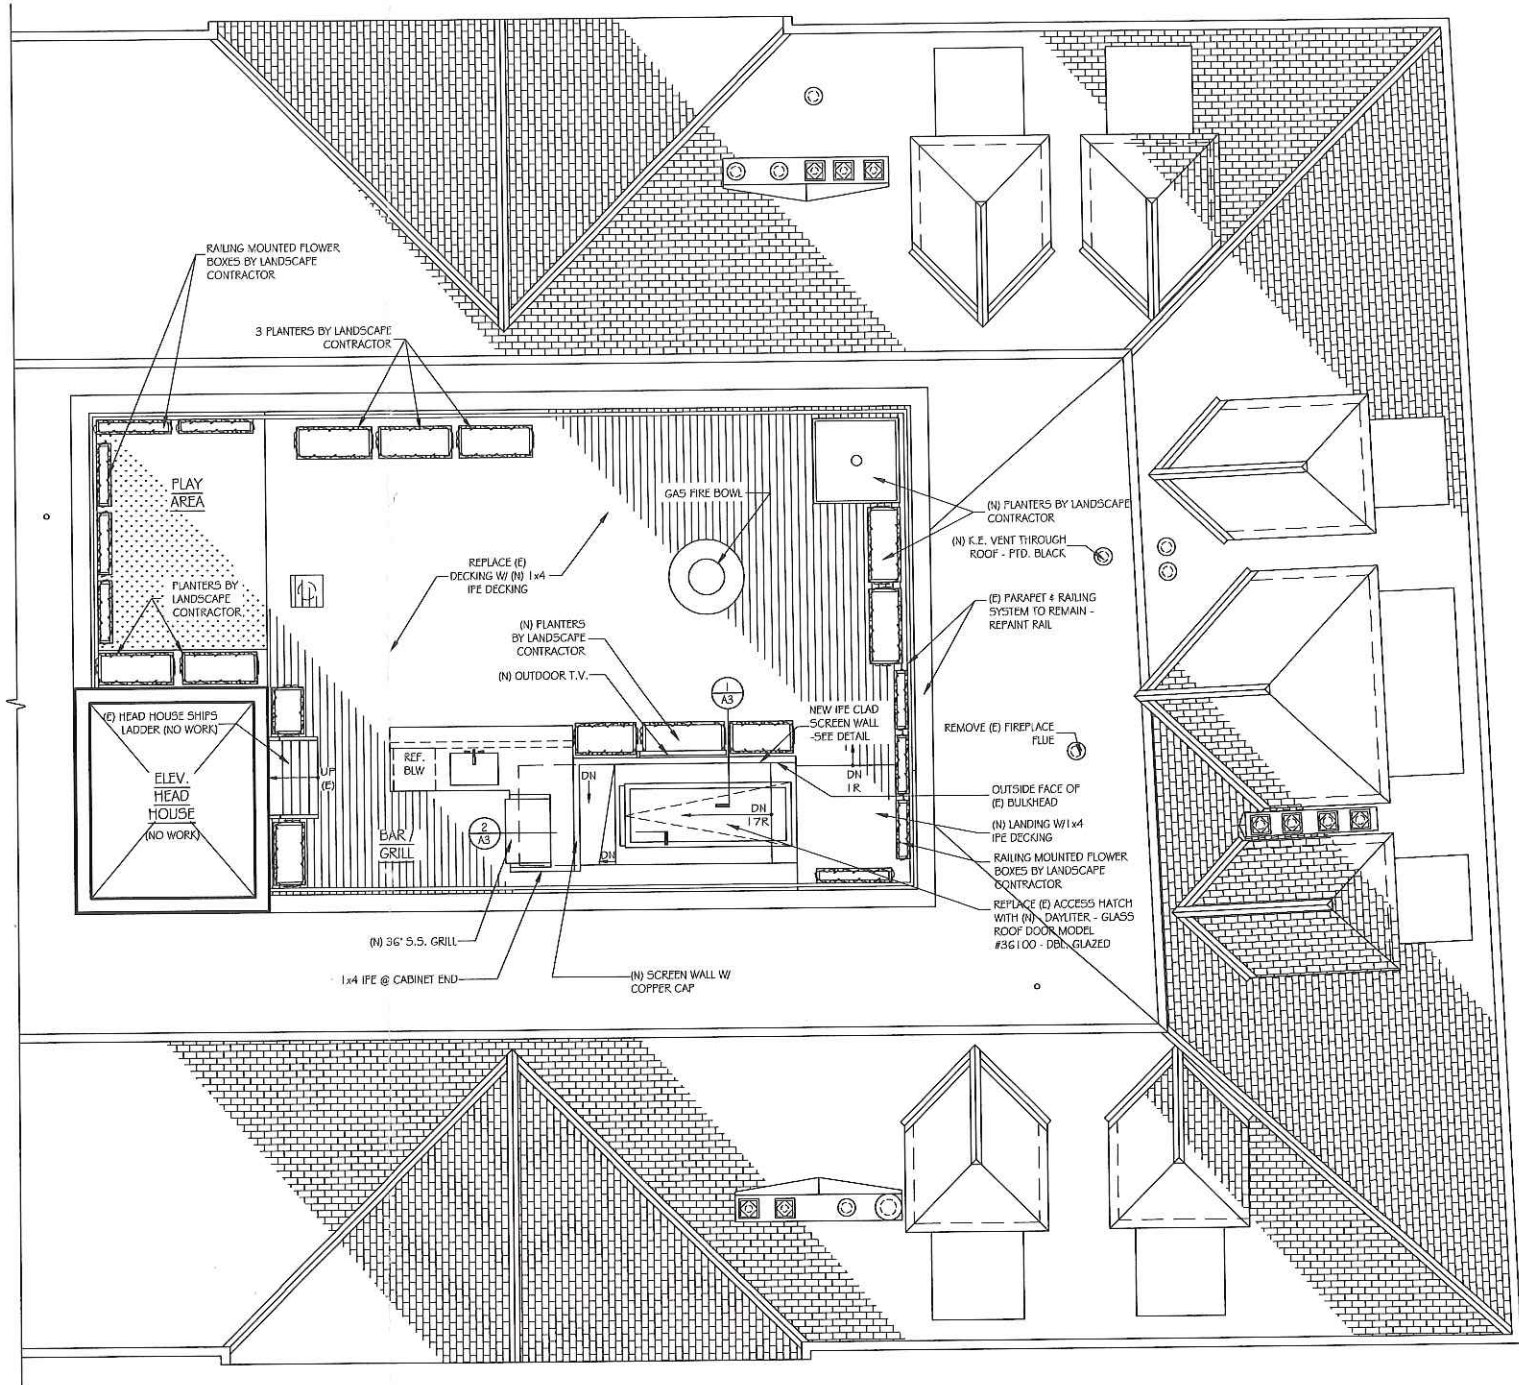 RAILING MOUNTED FLOWER
BOXES BY LANDSCAPE
CONTRACTOR
3 PLANTERS BY LANDSCAPE
CONTRACTOR
PLAY
AREA
GAS FIRE BOWL
(N) PLANTERS BY LANDSCAPE
CONTRACTOR
(N) K.E. VENT THROUGH
ROOF - PTD. BLACK
REPLACE (E)
DECKING W/ (N) 1x4
IPE DECKING
PLANTERS BY
LANDSCAPE
CONTRACTOR
(E) PARAPET & RAILING
SYSTEM TO REMAIN -
REPAINT RAIL
(N) PLANTERS
BY LANDSCAPE
CONTRACTOR
(N) OUTDOOR T.V.
1
A3
NEW IPE CLAD
SCREEN WALL
-SEE DETAIL
(E) HEAD HOUSE SHIPS
LADDER (NO WORK)
REMOVE (E) FIREPLACE
FLUE
REF.
BLW
UP
(E)
DN
DN
1R
ELEV.
HEAD
HOUSE
(NO WORK)
OUTSIDE FACE OF
(E) BULKHEAD
DN
17R
2
A3
BAR /
GRILL
DN
(N) LANDING W/1x4
IPE DECKING
RAILING MOUNTED FLOWER
BOXES BY LANDSCAPE
CONTRACTOR
REPLACE (E) ACCESS HATCH
WITH (N) - DAYLITER - GLASS
ROOF DOOR MODEL
#36100 - DBL. GLAZED
(N) 36" S.S. GRILL
1x4 IPE @ CABINET END
(N) SCREEN WALL W/
COPPER CAP